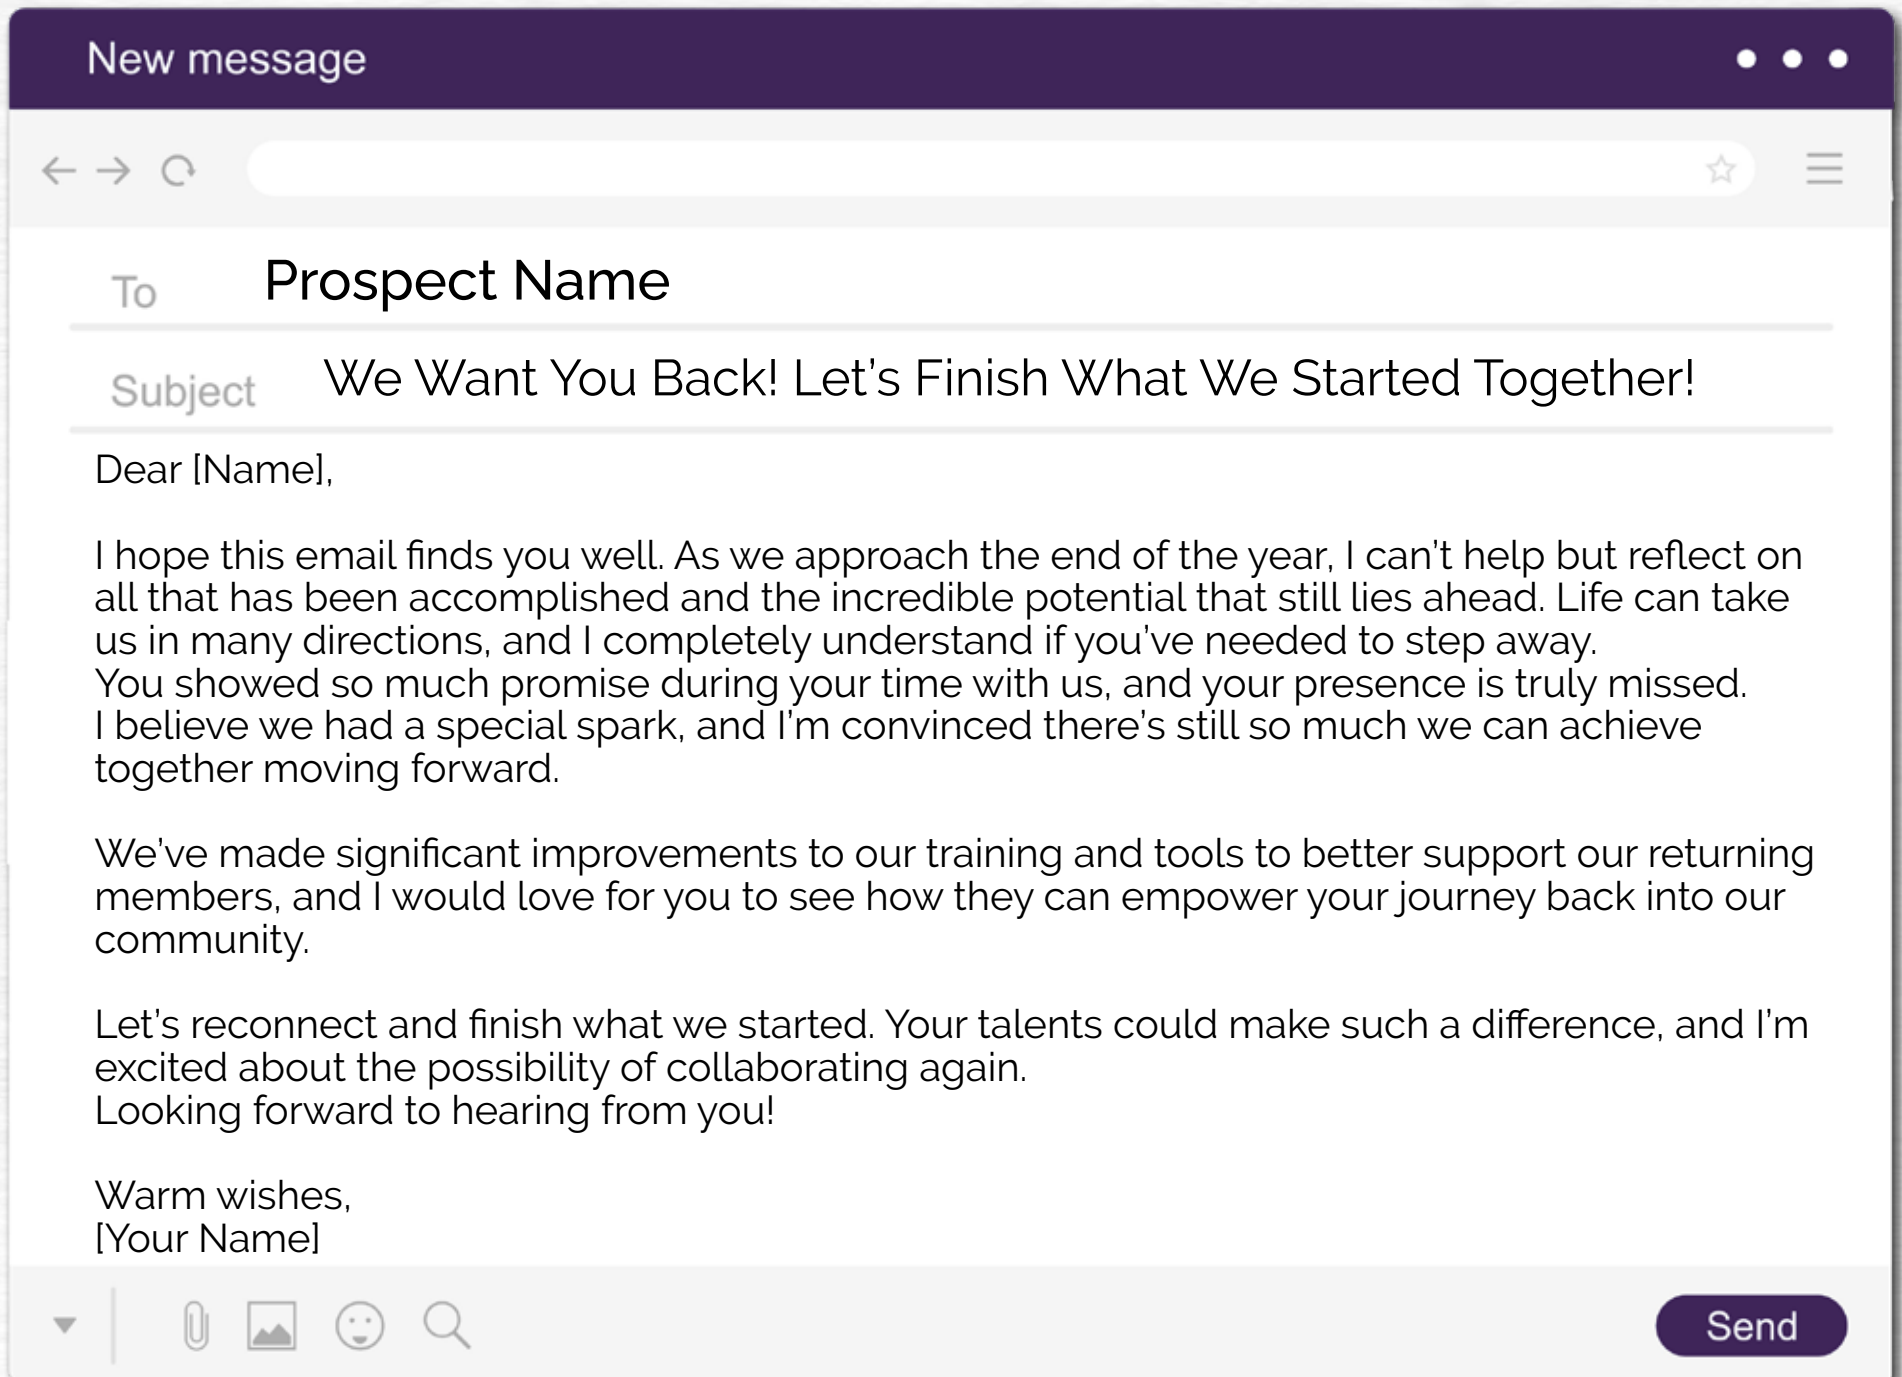 New message
To Prospect Name
Subject We Want You Back! Let's Finish What We Started Together!
Dear [Name],
I hope this email finds you well. As we approach the end of the year, I can't help but reflect on
all that has been accomplished and the incredible potential that still lies ahead. Life can take
us in many directions, and I completely understand if you've needed to step away.
You showed so much promise during your time with us, and your presence is truly missed.
I believe we had a special spark, and I'm convinced there's still so much we can achieve
together moving forward.
We've made significant improvements to our training and tools to better support our returning
members, and I would love for you to see how they can empower your journey back into our
community.
Let's reconnect and finish what we started. Your talents could make such a difference, and I'm
excited about the possibility of collaborating again.
Looking forward to hearing from you!
Warm wishes,
[Your Name]
Send